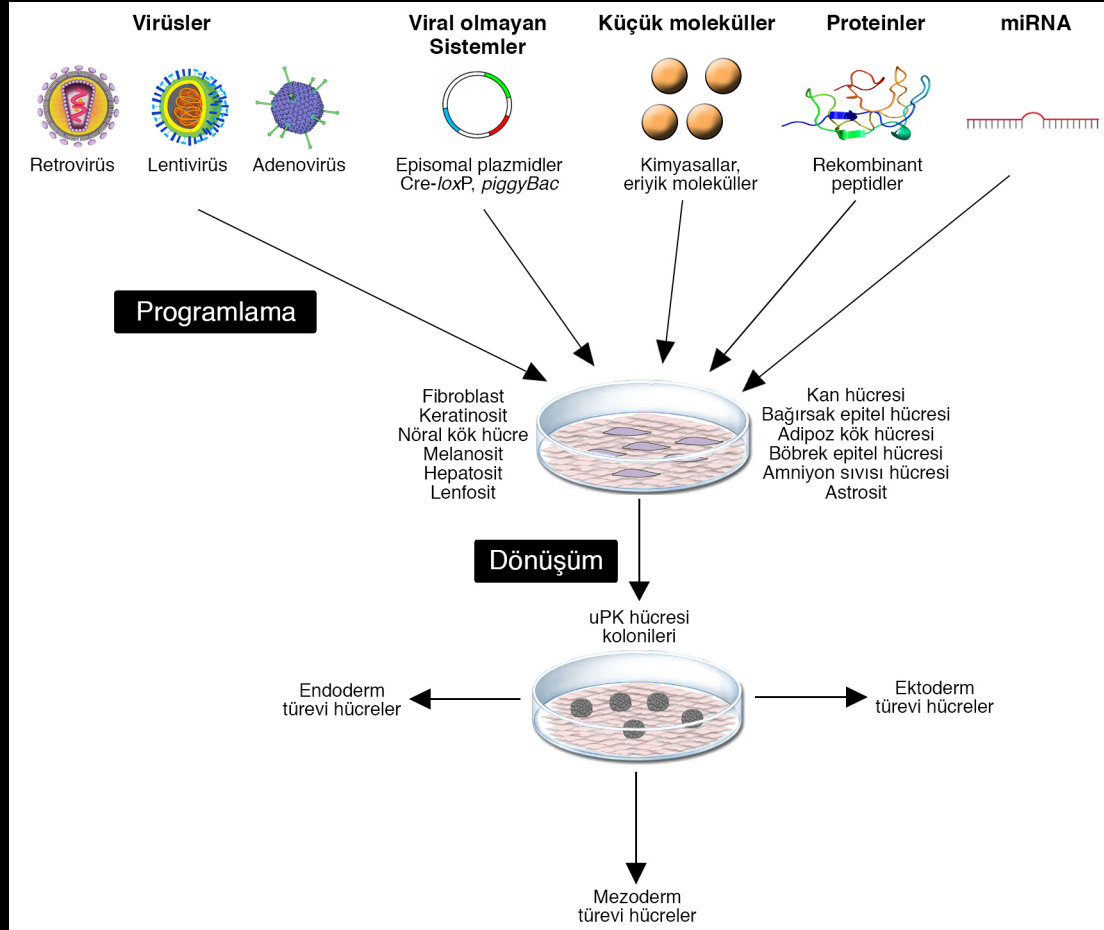 Virüsler
Viral olmayan
Sistemler
Küçük moleküller
Proteinler
miRNA
Retrovirüs
Lentivirüs
Adenovirüs
Episomal plazmidler
Cre-loxP, piggyBac
Kimyasallar,
eriyik moleküller
Rekombinant
peptidler
Programlama
Fibroblast
Keratinosit
Nöral kök hücre
Melanosit
Hepatosit
Lenfosit
Kan hücresi
Bağırsak epitel hücresi
Adipoz kök hücresi
Böbrek epitel hücresi
Amniyon sıvısı hücresi
Astrosit
Dönüşüm
uPK hücresi
kolonileri
Endoderm
türevi hücreler
Ektoderm
türevi hücreler
Mezoderm
türevi hücreler